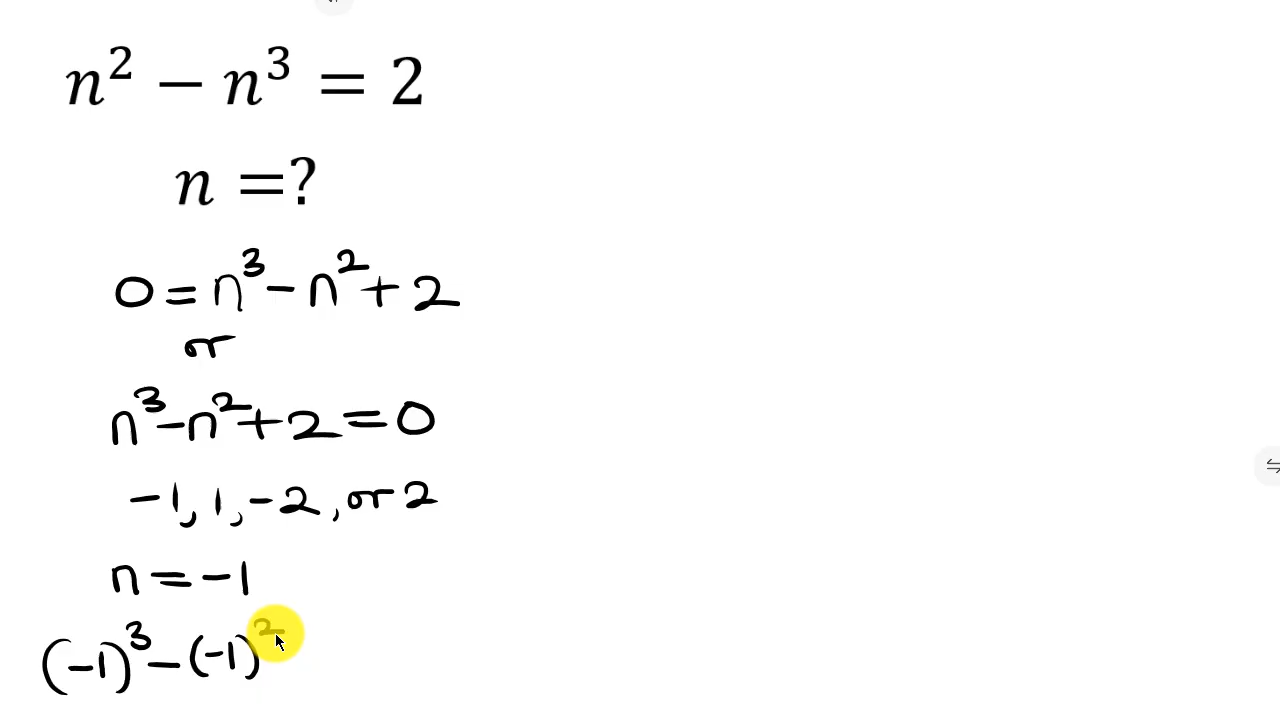 n² − n³ = 2
n =?
0 = n³ − n² + 2
or
n³ − n² + 2 = 0
−1, 1, −2, or 2
n = −1
(−1)³ − (−1)²